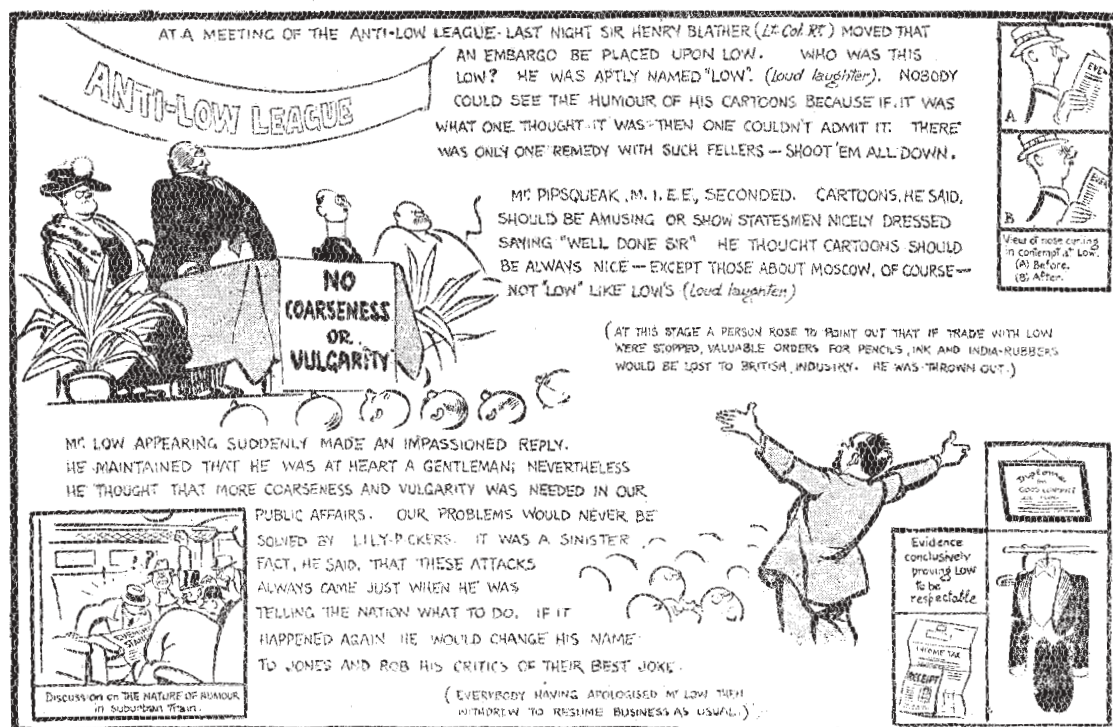 AT A MEETING OF THE ANTI-LOW LEAGUE LAST NIGHT SIR HENRY BLATHER (Lt-Col. Rt.) MOVED THAT
AN EMBARGO BE PLACED UPON LOW. WHO WAS THIS
LOW? HE WAS APTLY NAMED "LOW". (Loud laughter). NOBODY
COULD SEE THE HUMOUR OF HIS CARTOONS BECAUSE IF IT WAS
WHAT ONE THOUGHT IT WAS THEN ONE COULDN'T ADMIT IT. THERE
WAS ONLY ONE REMEDY WITH SUCH FELLERS — SHOOT 'EM ALL DOWN.
ANTI-LOW LEAGUE
NO
COARSENESS
OR
VULGARITY
MR PIPSQUEAK, M.I.E.E., SECONDED. CARTOONS, HE SAID,
SHOULD BE AMUSING OR SHOW STATESMEN NICELY DRESSED
SAYING "WELL DONE SIR" HE THOUGHT CARTOONS SHOULD
BE ALWAYS NICE — EXCEPT THOSE ABOUT MOSCOW, OF COURSE —
NOT "LOW" LIKE LOW'S (Loud laughter)
EVEN
A
EVEN
B
View of nose curling
in contempt at Low.
(A) Before.
(B) After.
(AT THIS STAGE A PERSON ROSE TO POINT OUT THAT IF TRADE WITH LOW
WERE STOPPED, VALUABLE ORDERS FOR PENCILS, INK AND INDIA-RUBBERS
WOULD BE LOST TO BRITISH INDUSTRY. HE WAS THROWN OUT.)
MR LOW APPEARING SUDDENLY MADE AN IMPASSIONED REPLY.
HE MAINTAINED THAT HE WAS AT HEART A GENTLEMAN; NEVERTHELESS
HE THOUGHT THAT MORE COARSENESS AND VULGARITY WAS NEEDED IN OUR
PUBLIC AFFAIRS. OUR PROBLEMS WOULD NEVER BE
SOLVED BY LILY-PICKERS. IT WAS A SINISTER
FACT, HE SAID, THAT THESE ATTACKS
ALWAYS CAME JUST WHEN HE WAS
TELLING THE NATION WHAT TO DO. IF IT
HAPPENED AGAIN HE WOULD CHANGE HIS NAME
TO JONES AND ROB HIS CRITICS OF THEIR BEST JOKE.
(EVERYBODY HAVING APOLOGISED MR LOW THEN
WITHDREW TO RESUME BUSINESS AS USUAL.)
?!?
EVENING
STAN
Discussion on THE NATURE OF HUMOUR
in Suburban Train.
Diploma
for
GOOD CONDUCT
Evidence
conclusively
proving Low
to be
respectable
INCOME TAX
RECEIPT